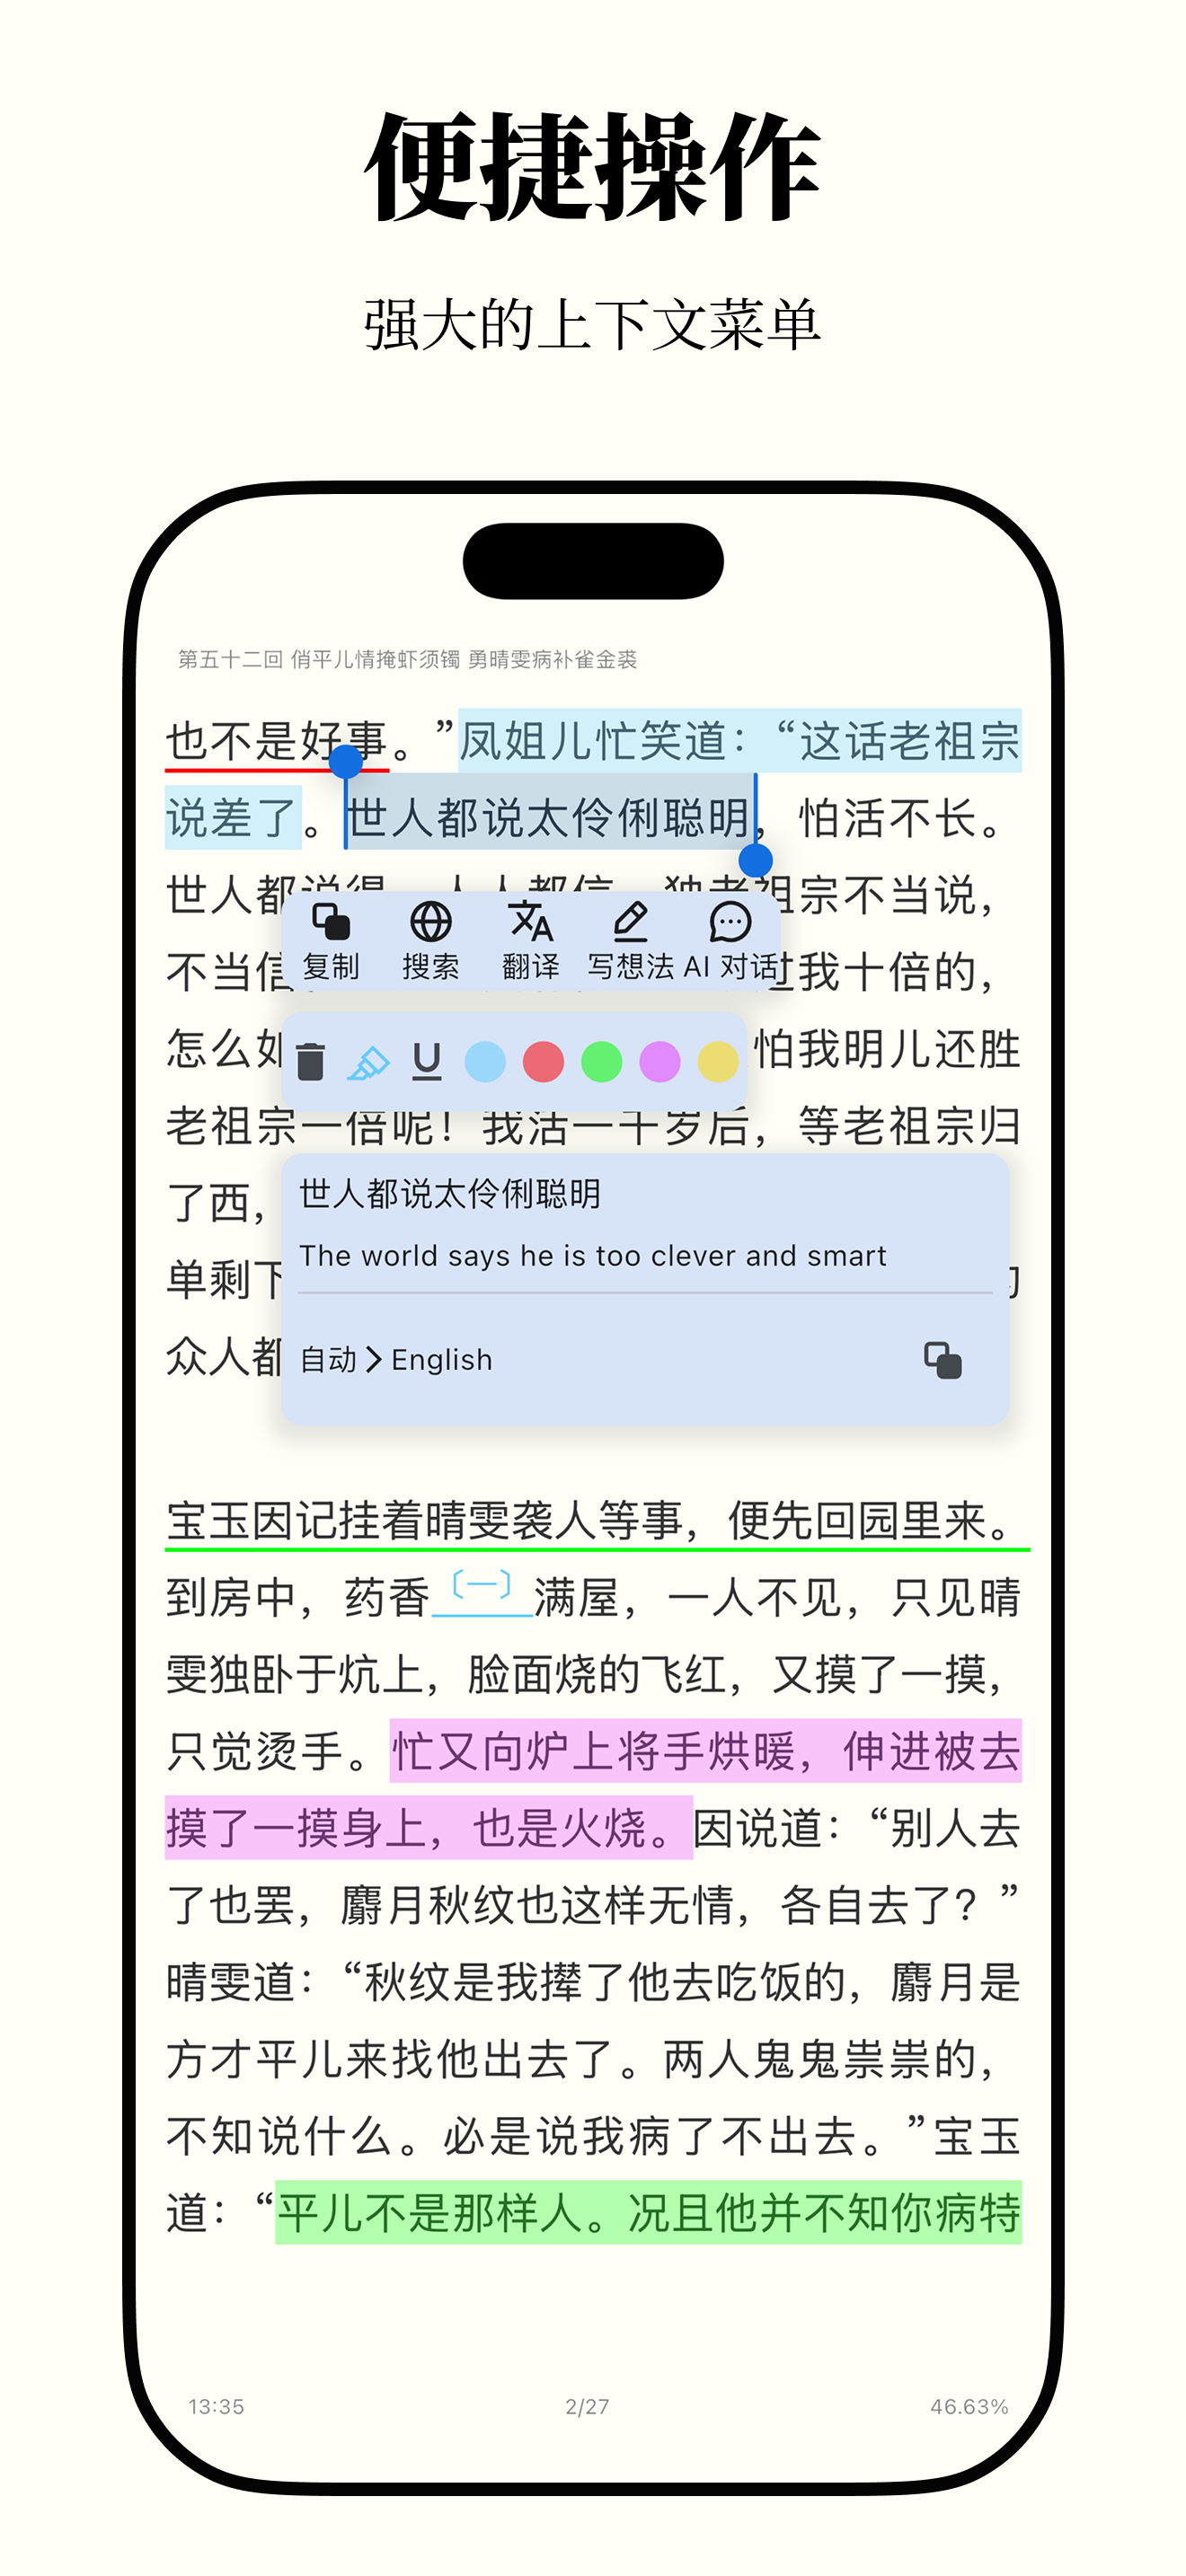 便捷操作
强大的上下文菜单
第五十二回 俏平儿情掩虾须镯 勇晴雯病补雀金裘
也不是好事。”凤姐儿忙笑道：“这话老祖宗
说差了。世人都说太伶俐聪明，怕活不长。
世人都说得，人人都信，独老祖宗不当说，
不当信
过我十倍的，
复制 搜索 翻译 写想法 AI 对话
怎么如
怕我明儿还胜
老祖宗一倍呢！我活一千岁后，等老祖宗归
了西，
世人都说太伶俐聪明
The world says he is too clever and smart
单剩下
众人都
自动 > English
宝玉因记挂着晴雯袭人等事，便先回园里来。
到房中，药香〔一〕满屋，一人不见，只见晴
雯独卧于炕上，脸面烧的飞红，又摸了一摸，
只觉烫手。忙又向炉上将手烘暖，伸进被去
摸了一摸身上，也是火烧。因说道：“别人去
了也罢，麝月秋纹也这样无情，各自去了？”
晴雯道：“秋纹是我撵了他去吃饭的，麝月是
方才平儿来找他出去了。两人鬼鬼祟祟的，
不知说什么。必是说我病了不出去。”宝玉
道：“平儿不是那样人。况且他并不知你病特
13:35
2/27
46.63%